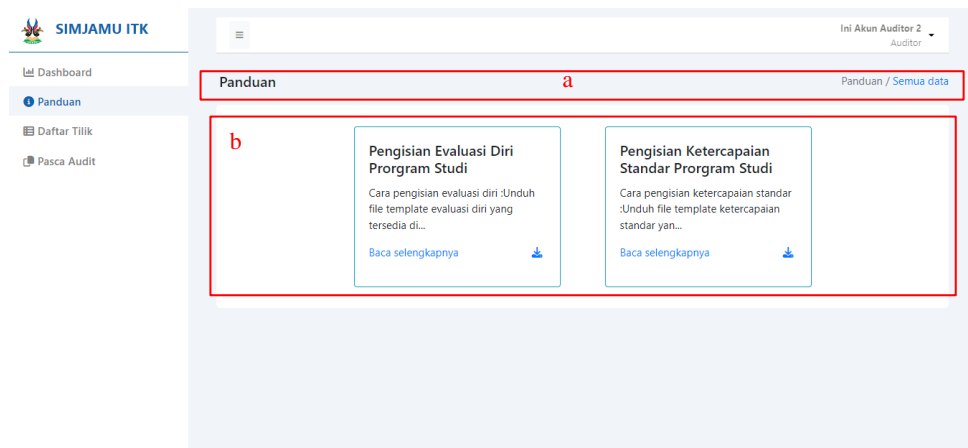 SIMJAMU ITK
Ini Akun Auditor 2
Auditor
Dashboard
Panduan
Daftar Tilik
Pasca Audit
Panduan
a
Panduan / Semua data
b
Pengisian Evaluasi Diri
Prorgram Studi
Cara pengisian evaluasi diri :Unduh
file template evaluasi diri yang
tersedia di...
Baca selengkapnya
Pengisian Ketercapaian
Standar Prorgram Studi
Cara pengisian ketercapaian standar
:Unduh file template ketercapaian
standar yan...
Baca selengkapnya